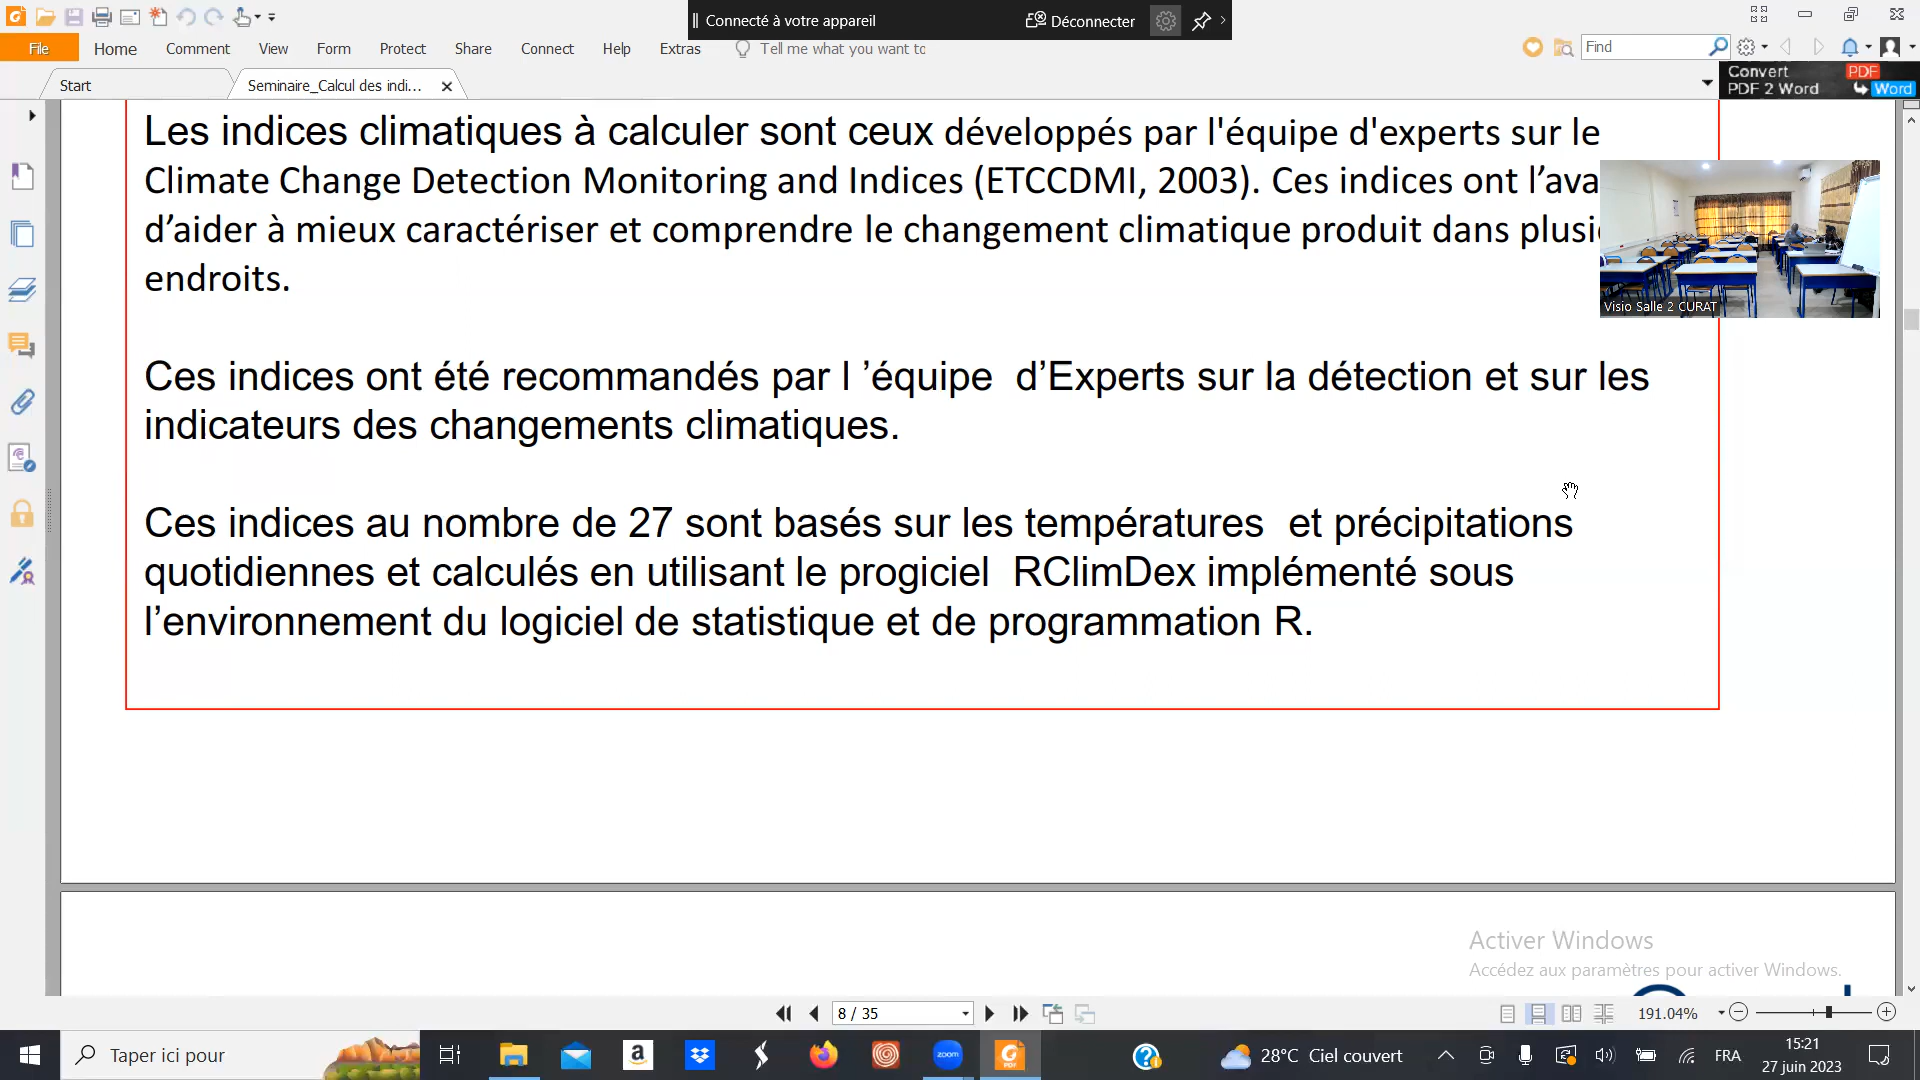 Connecté à votre appareil
Déconnecter
File Home Comment View Form Protect Share Connect Help Extras Tell me what you want to
Find
Start
Seminaire_Calcul des indi...
Convert PDF
PDF 2 Word Word
Les indices climatiques à calculer sont ceux développés par l'équipe d'experts sur le
Climate Change Detection Monitoring and Indices (ETCCDMI, 2003). Ces indices ont l’ava
d’aider à mieux caractériser et comprendre le changement climatique produit dans plusi
endroits.
Visio Salle 2 CURAT
Ces indices ont été recommandés par l ’équipe d’Experts sur la détection et sur les
indicateurs des changements climatiques.
Ces indices au nombre de 27 sont basés sur les températures et précipitations
quotidiennes et calculés en utilisant le progiciel RClimDex implémenté sous
l’environnement du logiciel de statistique et de programmation R.
Activer Windows
Accédez aux paramètres pour activer Windows.
8 / 35
191.04%
Taper ici pour
zoom
PDF
28°C Ciel couvert
FRA
15:21
27 juin 2023